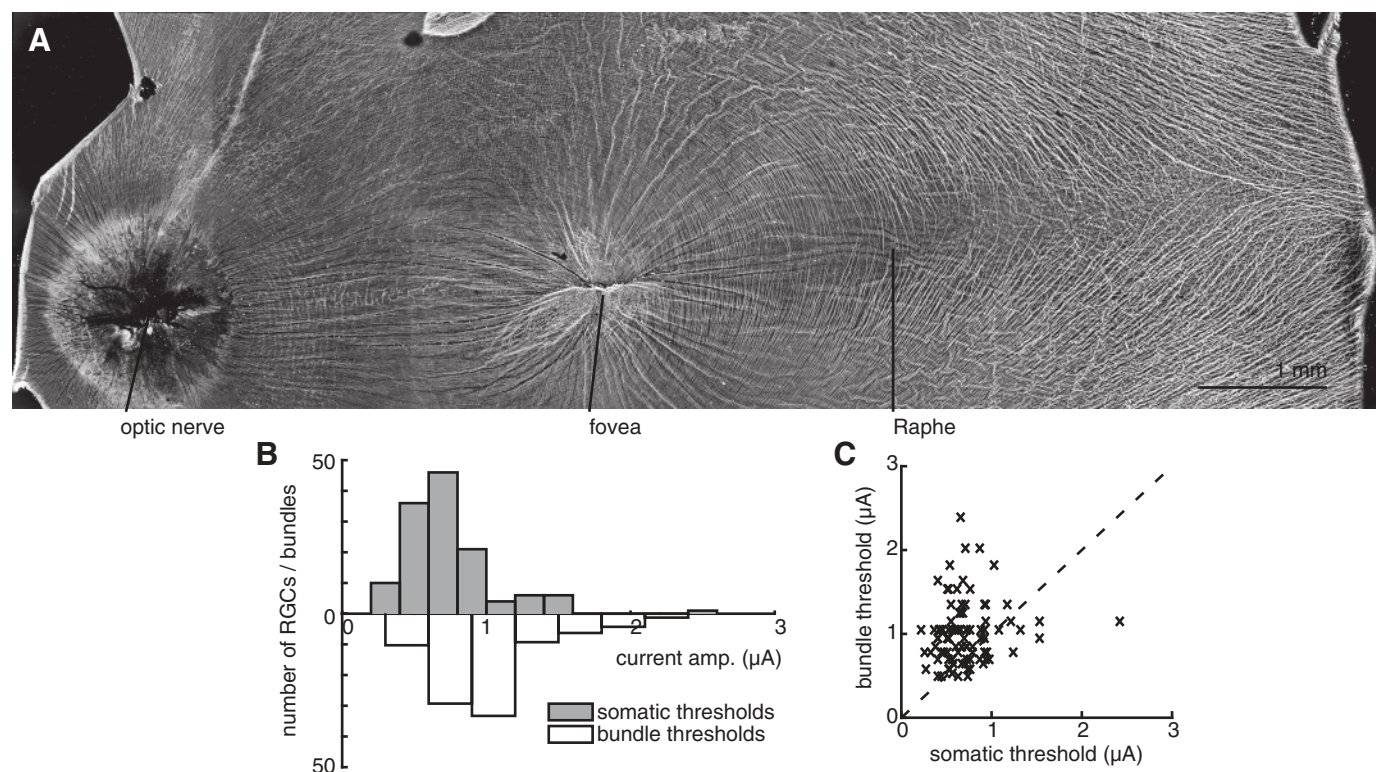 A
1 mm
optic nerve
fovea
Raphe
B
number of RGCs / bundles
50
0
50
0
1
2
3
current amp. (µA)
somatic thresholds
bundle thresholds
C
bundle threshold (µA)
3
2
1
0
0
1
2
3
somatic threshold (µA)